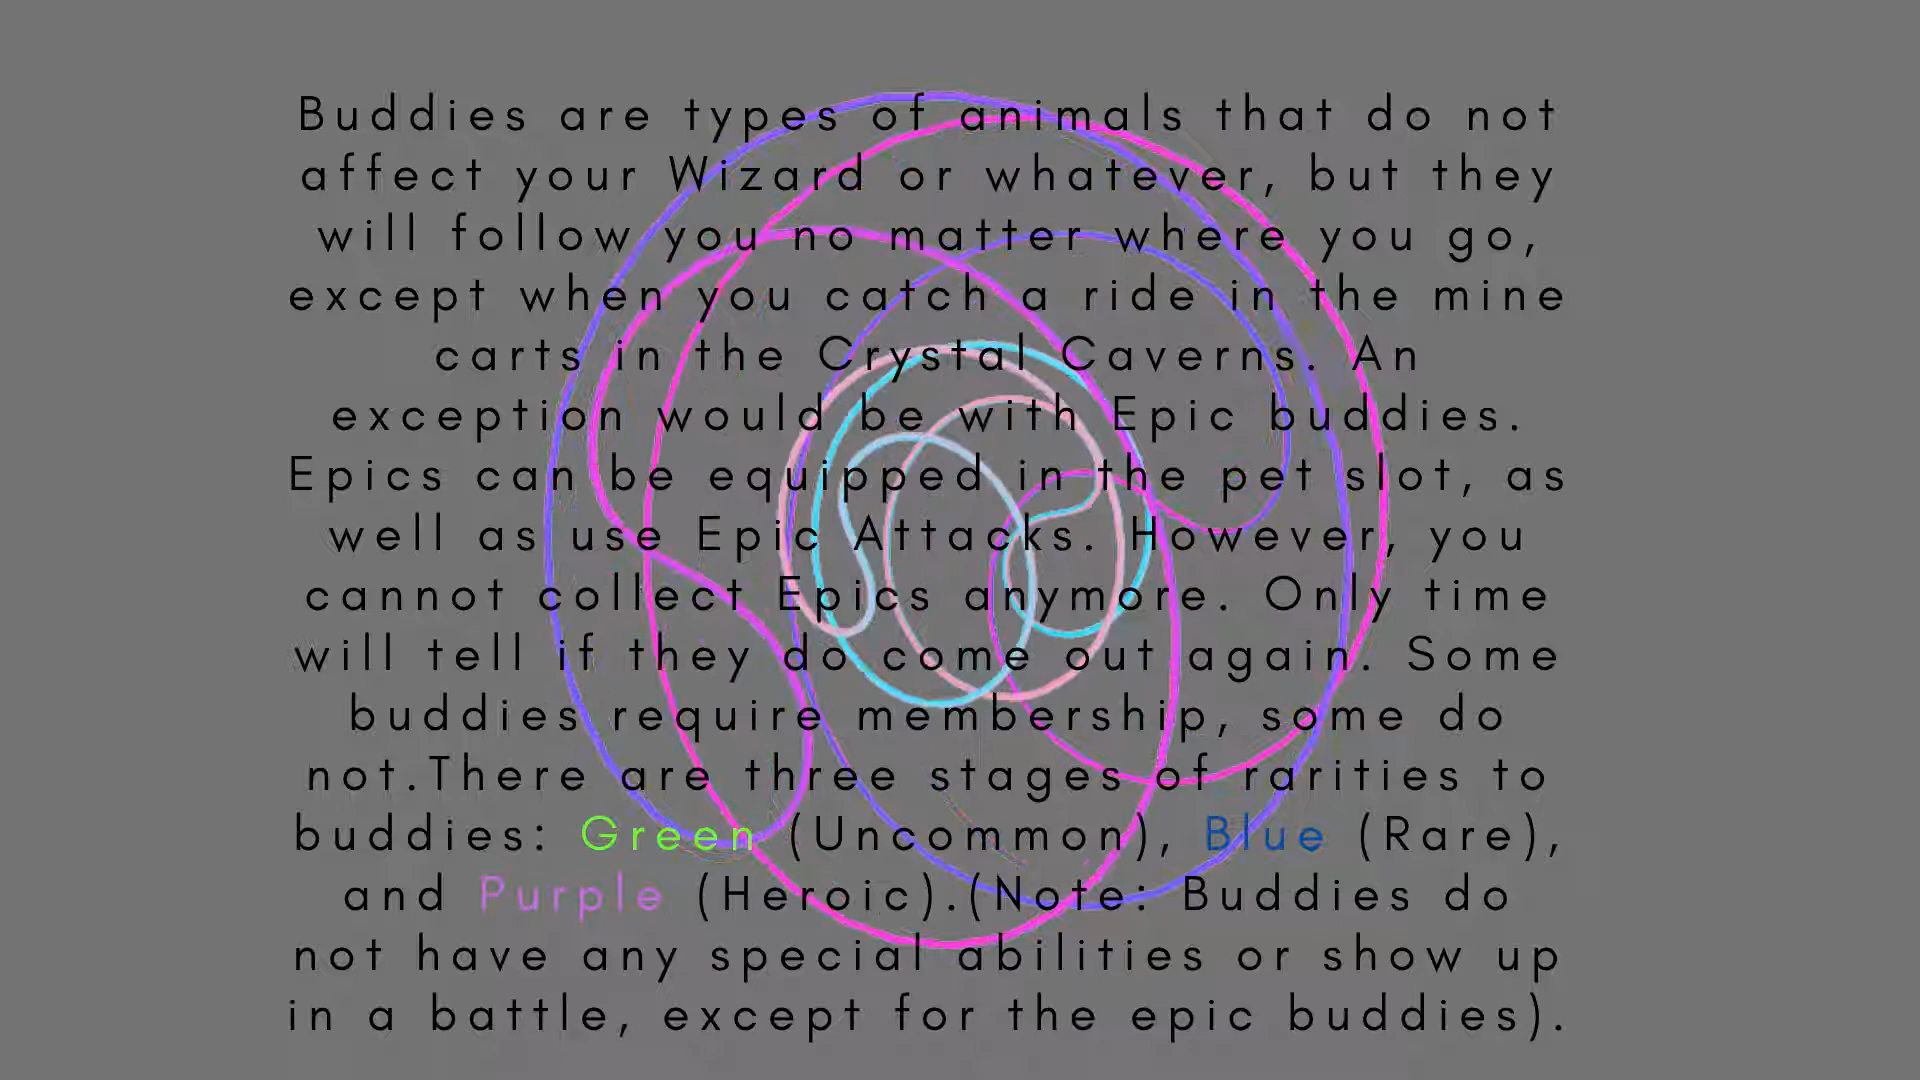 Buddies are types of animals that do not
affect your Wizard or whatever, but they
will follow you no matter where you go,
except when you catch a ride in the mine
carts in the Crystal Caverns. An
exception would be with Epic buddies.
Epics can be equipped in the pet slot, as
well as use Epic Attacks. However, you
cannot collect Epics anymore. Only time
will tell if they do come out again. Some
buddies require membership, some do
not.There are three stages of rarities to
buddies: Green (Uncommon), Blue (Rare),
and Purple (Heroic).(Note: Buddies do
not have any special abilities or show up
in a battle, except for the epic buddies).